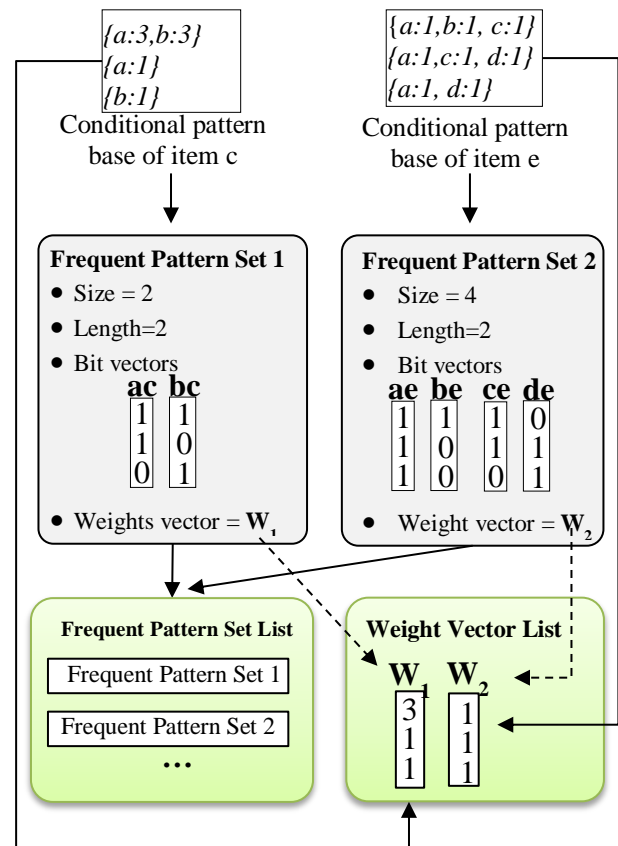 {a:3,b:3}
{a:1}
{b:1}
Conditional pattern
base of item c
{a:1,b:1, c:1}
{a:1,c:1, d:1}
{a:1, d:1}
Conditional pattern
base of item e
Frequent Pattern Set 1
● Size = 2
● Length=2
● Bit vectors
ac bc
1 1
1 0
0 1
● Weights vector = W1
Frequent Pattern Set 2
● Size = 4
● Length=2
● Bit vectors
ae be ce de
1 1 1 0
1 0 1 1
1 0 0 1
● Weight vector = W2
Frequent Pattern Set List
Frequent Pattern Set 1
Frequent Pattern Set 2
...
Weight Vector List
W1 W2
3 1
1 1
1 1